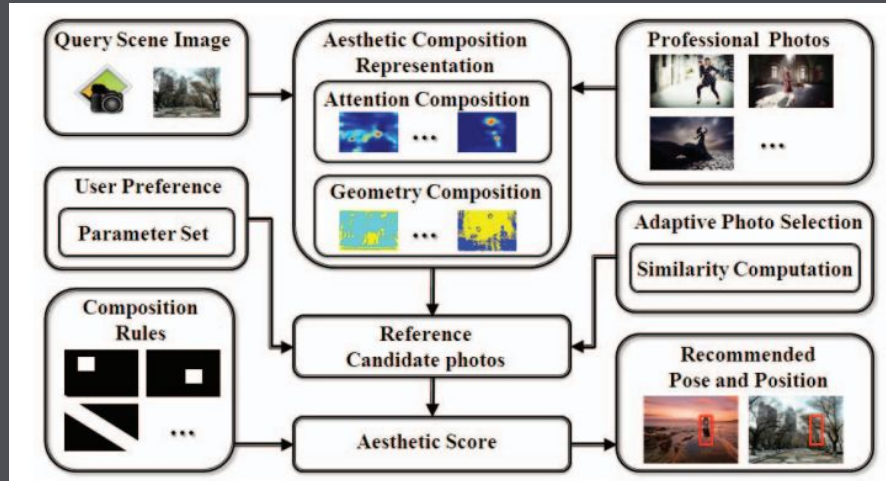 Query Scene Image
Aesthetic Composition
Representation
Attention Composition
...
Geometry Composition
...
Professional Photos
...
User Preference
Parameter Set
Adaptive Photo Selection
Similarity Computation
Composition
Rules
...
Reference
Candidate photos
Aesthetic Score
Recommended
Pose and Position